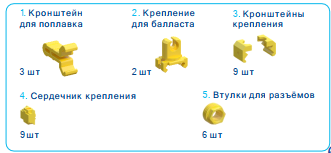 1. Кронштейн
для поплавка
3 шт
2. Крепление
для балласта
2 шт
3. Кронштейны
крепления
9 шт
4. Сердечник крепления
9шт
5. Втулки для разъёмов
6 шт